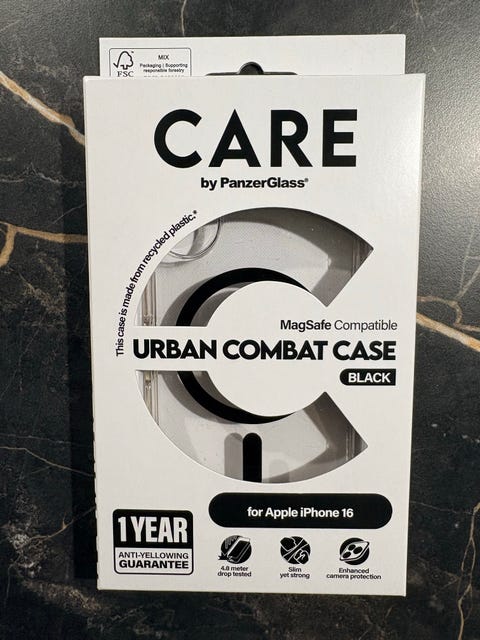 FSC
MIX
Packaging | Supporting
responsible forestry
CARE
by PanzerGlass®
This case is made from recycled plastic.*
MagSafe Compatible
URBAN COMBAT CASE
BLACK
for Apple iPhone 16
1 YEAR
ANTI-YELLOWING
GUARANTEE
4.8 meter
drop tested
Slim
yet strong
Enhanced
camera protection